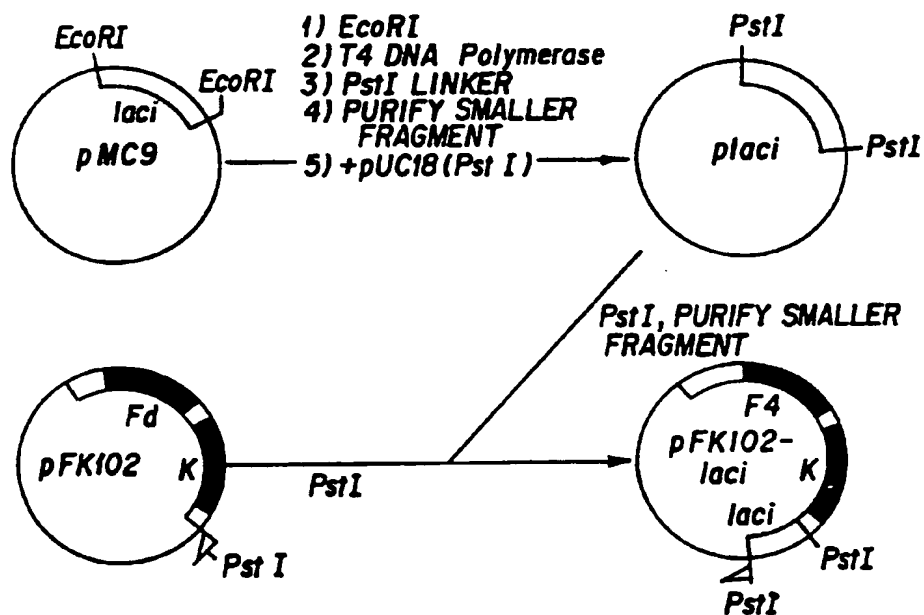 EcoRI
EcoRI
laci
pMC9
1) EcoRI
2) T4 DNA Polymerase
3) PstI LINKER
4) PURIFY SMALLER
FRAGMENT
5) +pUC18(Pst I)
PstI
placi
PstI
PstI, PURIFY SMALLER
FRAGMENT
Fd
pFK102
K
Pst I
PstI
F4
pFK102-
laci
K
laci
PstI
PstI